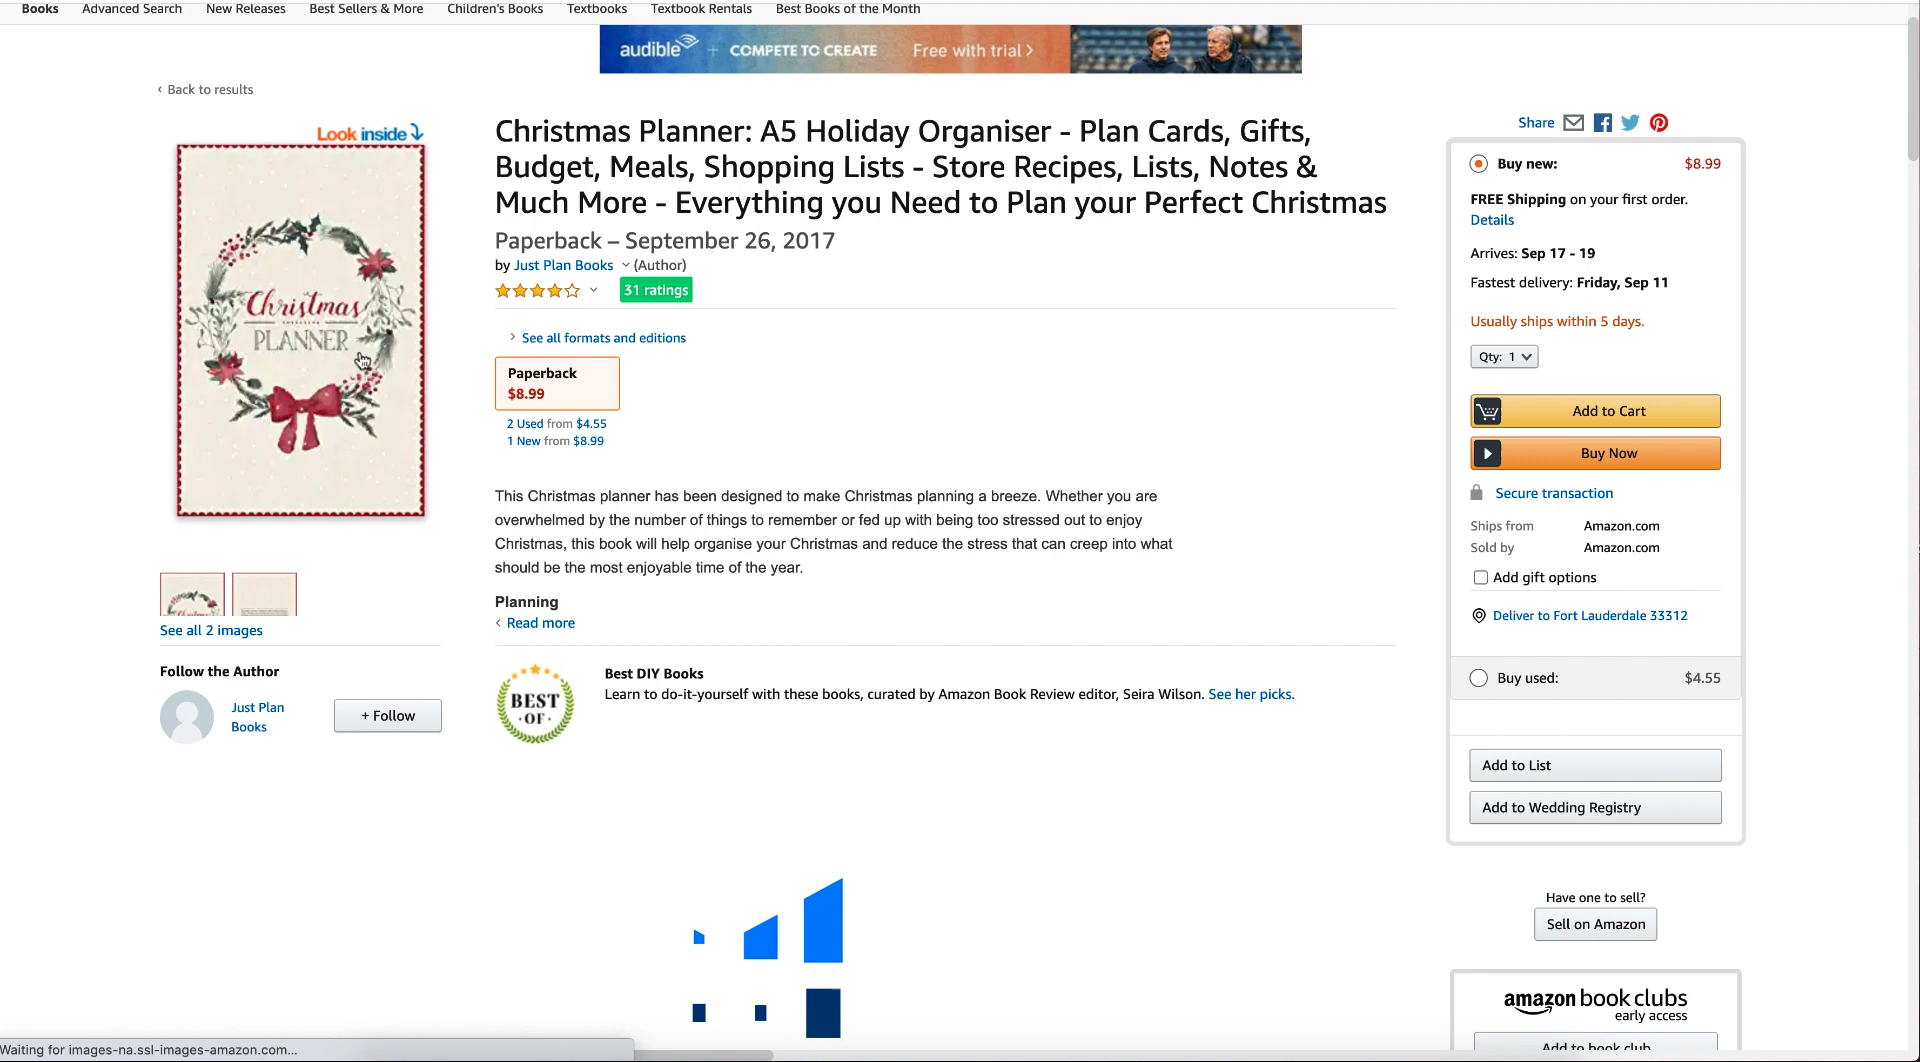 Books Advanced Search New Releases Best Sellers & More Children's Books Textbooks Textbook Rentals Best Books of the Month
audible + COMPETE TO CREATE Free with trial >
‹ Back to results
Look inside
Christmas
PLANNER
See all 2 images
Follow the Author
Just Plan
Books
+ Follow
Christmas Planner: A5 Holiday Organiser - Plan Cards, Gifts,
Budget, Meals, Shopping Lists - Store Recipes, Lists, Notes &
Much More - Everything you Need to Plan your Perfect Christmas
Paperback – September 26, 2017
by Just Plan Books (Author)
31 ratings
See all formats and editions
Paperback
$8.99
2 Used from $4.55
1 New from $8.99
This Christmas planner has been designed to make Christmas planning a breeze. Whether you are
overwhelmed by the number of things to remember or fed up with being too stressed out to enjoy
Christmas, this book will help organise your Christmas and reduce the stress that can creep into what
should be the most enjoyable time of the year.
Planning
‹ Read more
BEST
·OF·
Best DIY Books
Learn to do-it-yourself with these books, curated by Amazon Book Review editor, Seira Wilson. See her picks.
Share
Buy new: $8.99
FREE Shipping on your first order.
Details
Arrives: Sep 17 - 19
Fastest delivery: Friday, Sep 11
Usually ships within 5 days.
Qty: 1
Add to Cart
Buy Now
Secure transaction
Ships from Amazon.com
Sold by Amazon.com
Add gift options
Deliver to Fort Lauderdale 33312
Buy used: $4.55
Add to List
Add to Wedding Registry
Have one to sell?
Sell on Amazon
amazon book clubs
early access
Add to book club
Waiting for images-na.ssl-images-amazon.com...